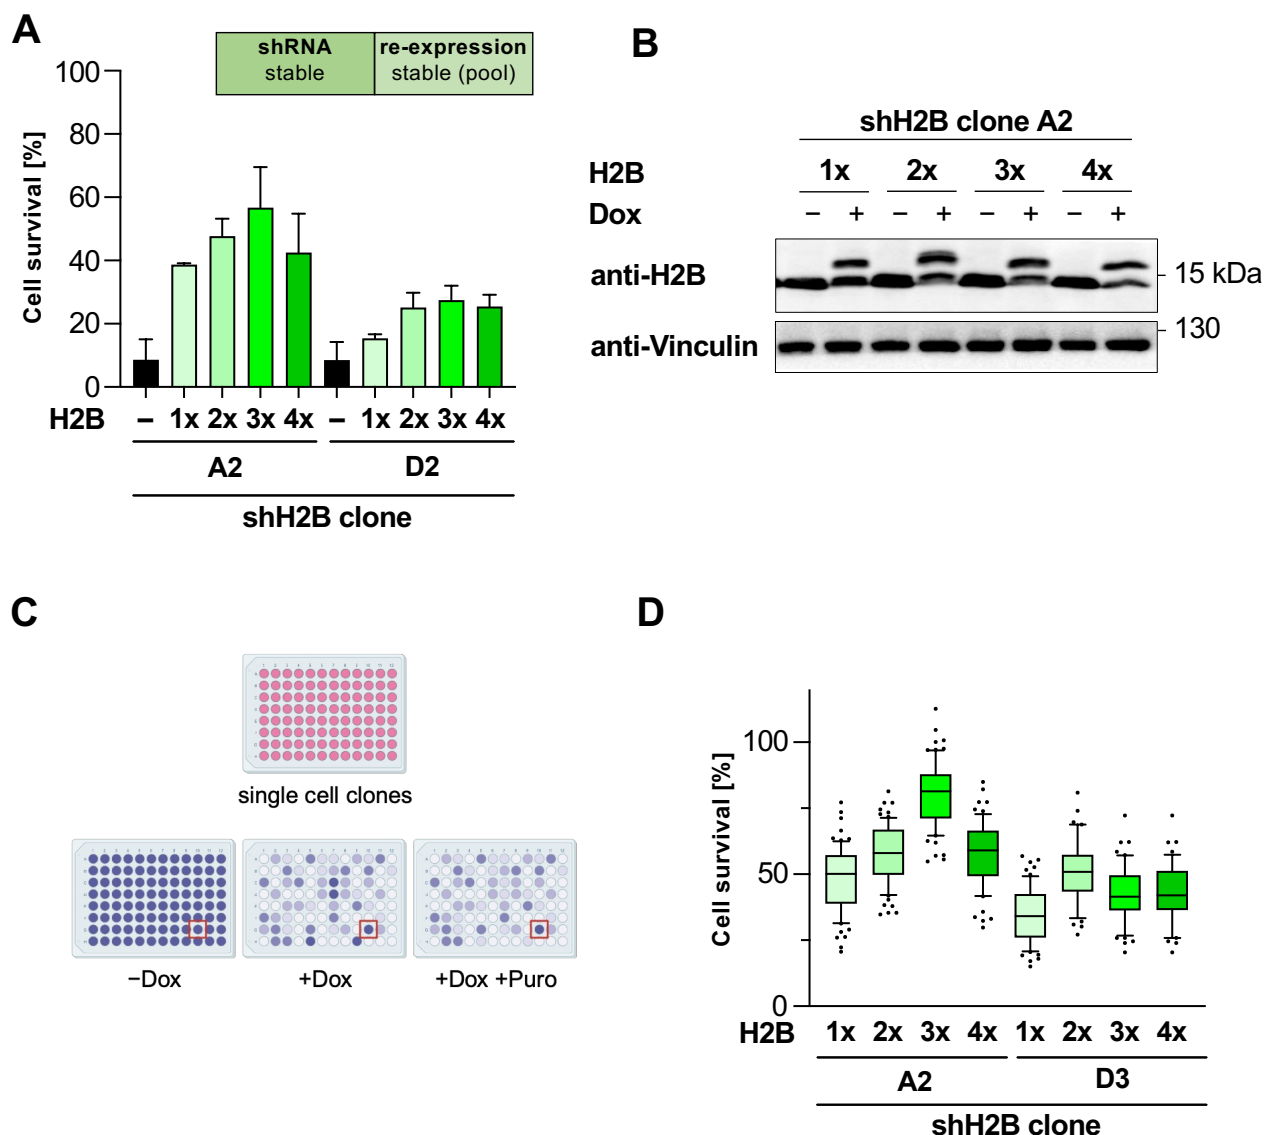 A
shRNA
stable
re-expression
stable (pool)
Cell survival [%]
100
80
60
40
20
0
H2B
– 1x 2x 3x 4x – 1x 2x 3x 4x
A2
D2
shH2B clone
B
shH2B clone A2
H2B
1x 2x 3x 4x
Dox
– + – + – + – +
anti-H2B
15 kDa
anti-Vinculin
130
C
single cell clones
–Dox
+Dox
+Dox +Puro
D
Cell survival [%]
100
50
0
H2B
1x 2x 3x 4x 1x 2x 3x 4x
A2
D3
shH2B clone